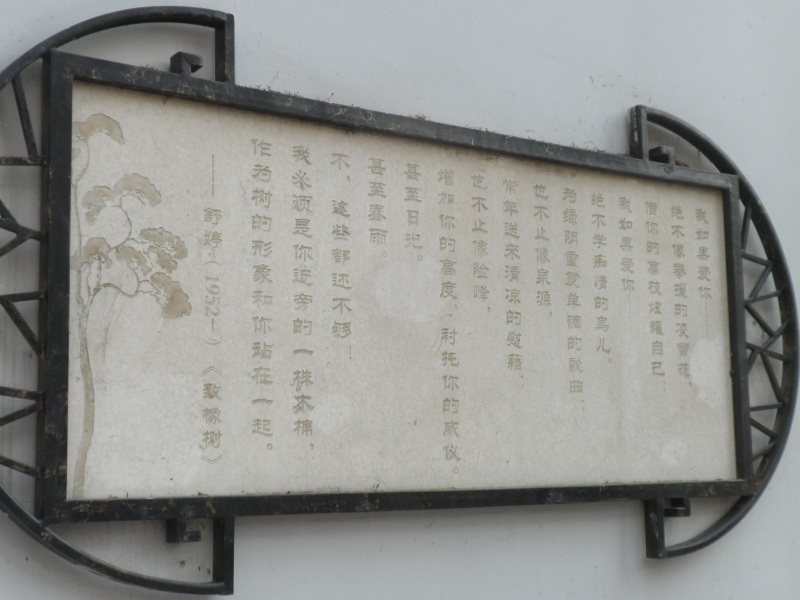 我如果爱你——
绝不像攀援的凌霄花，
借你的高枝炫耀自己；
我如果爱你——
绝不学痴情的鸟儿，
为绿阴重复单调的歌曲；
也不止像泉源，
常年送来清凉的慰藉；
也不止像险峰，
增加你的高度，衬托你的威仪。
甚至日光。
甚至春雨。
不，这些都还不够——
我必须是你近旁的一株木棉，
作为树的形象和你站在一起。
——舒婷（1952—）《致橡树》